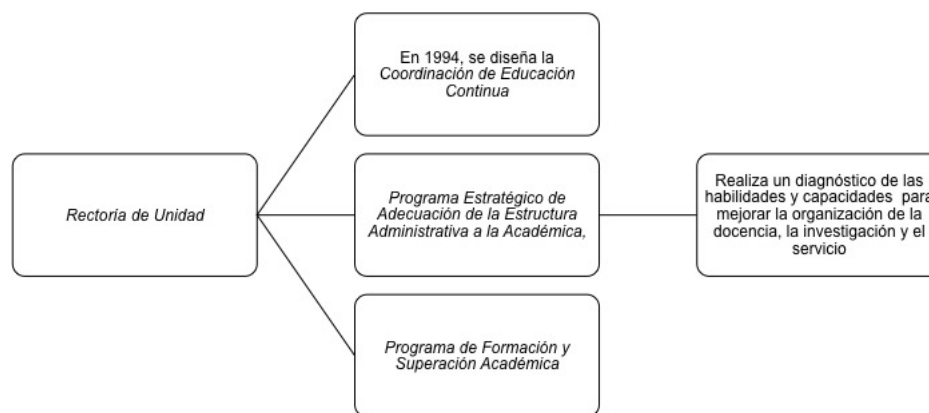 En 1994, se diseña la
Coordinación de Educación
Continua
Rectoría de Unidad
Programa Estratégico de
Adecuación de la Estructura
Administrativa a la Académica,
Realiza un diagnóstico de las
habilidades y capacidades para
mejorar la organización de la
docencia, la investigación y el
servicio
Programa de Formación y
Superación Académica